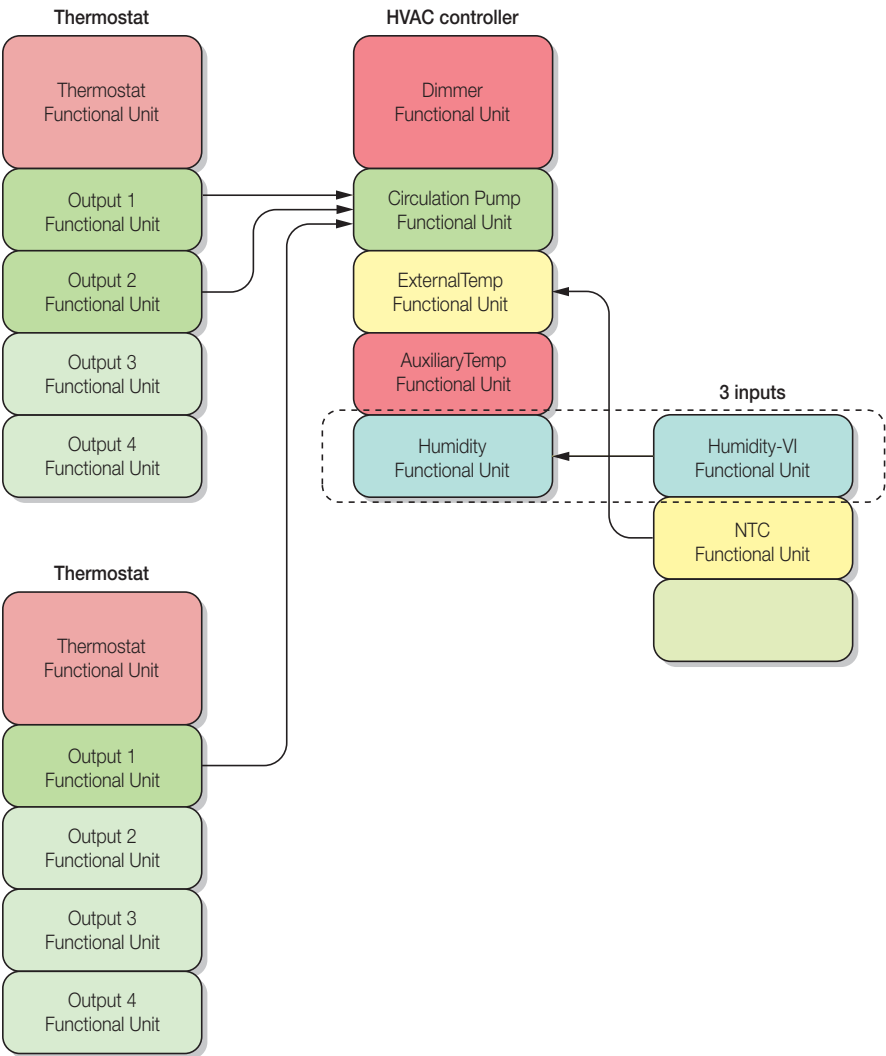 Thermostat
Thermostat
Functional Unit
Output 1
Functional Unit
Output 2
Functional Unit
Output 3
Functional Unit
Output 4
Functional Unit
HVAC controller
Dimmer
Functional Unit
Circulation Pump
Functional Unit
ExternalTemp
Functional Unit
AuxiliaryTemp
Functional Unit
Humidity
Functional Unit
3 inputs
Humidity-VI
Functional Unit
NTC
Functional Unit
Thermostat
Thermostat
Functional Unit
Output 1
Functional Unit
Output 2
Functional Unit
Output 3
Functional Unit
Output 4
Functional Unit